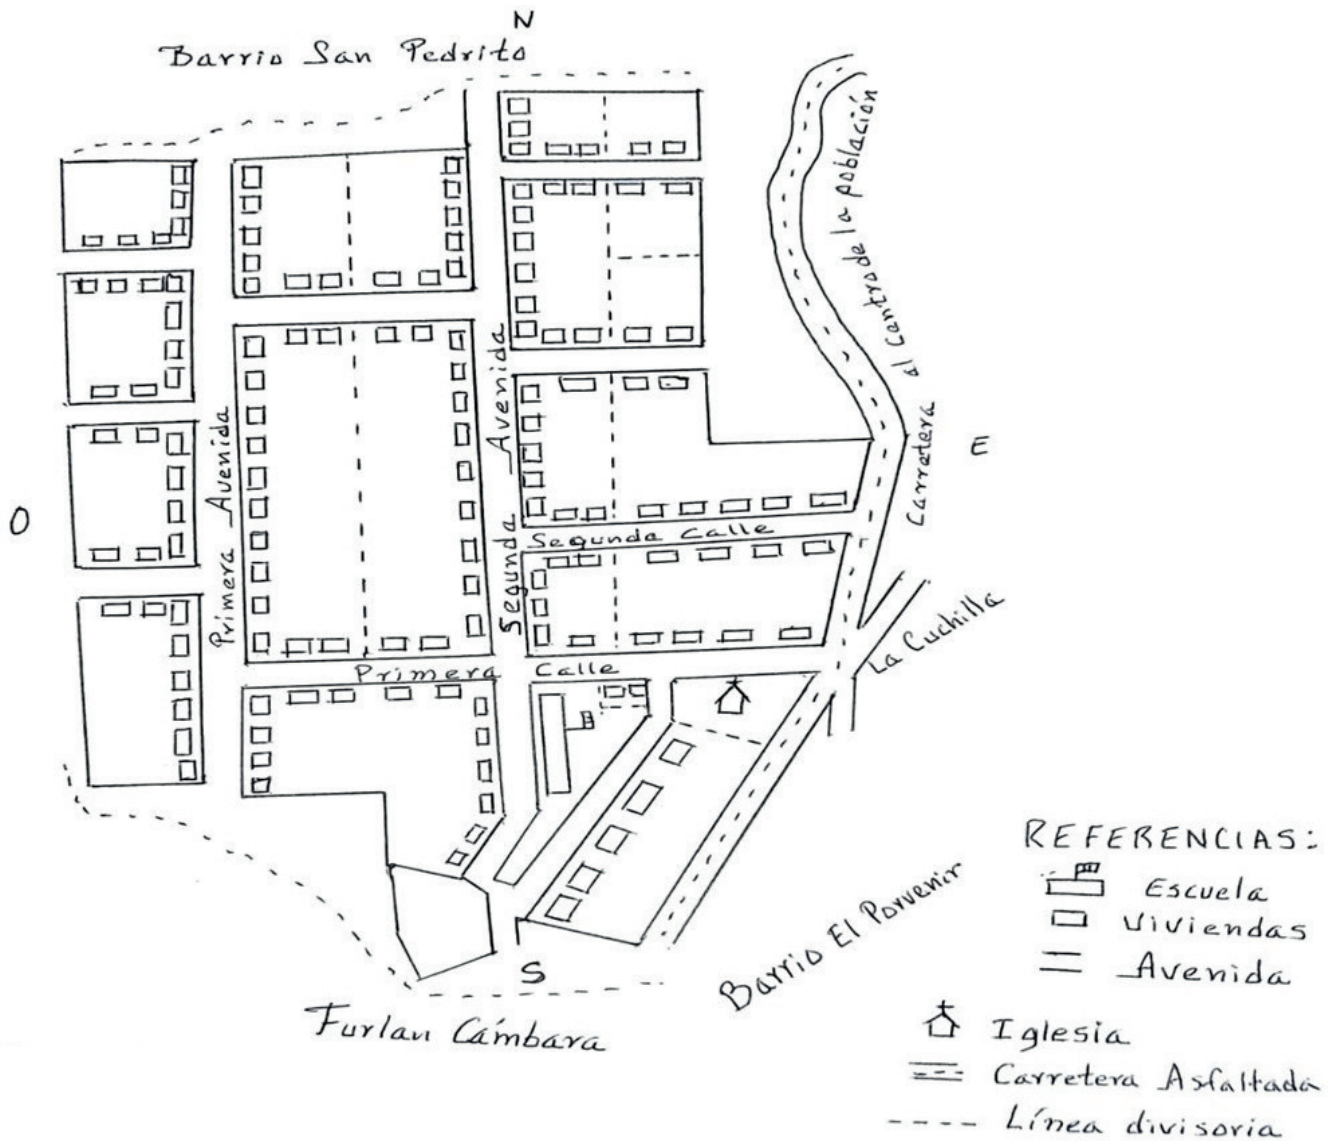 N
Barrio San Pedrito
Carretera al Centro de la población
E
O
Primera Avenida
Segunda Avenida
Segunda Calle
Primera Calle
La Cuchilla
Barrio El Porvenir
S
Furlan Cámbara
REFERENCIAS:
Escuela
Viviendas
Avenida
Iglesia
Carretera Asfaltada
Línea divisoria